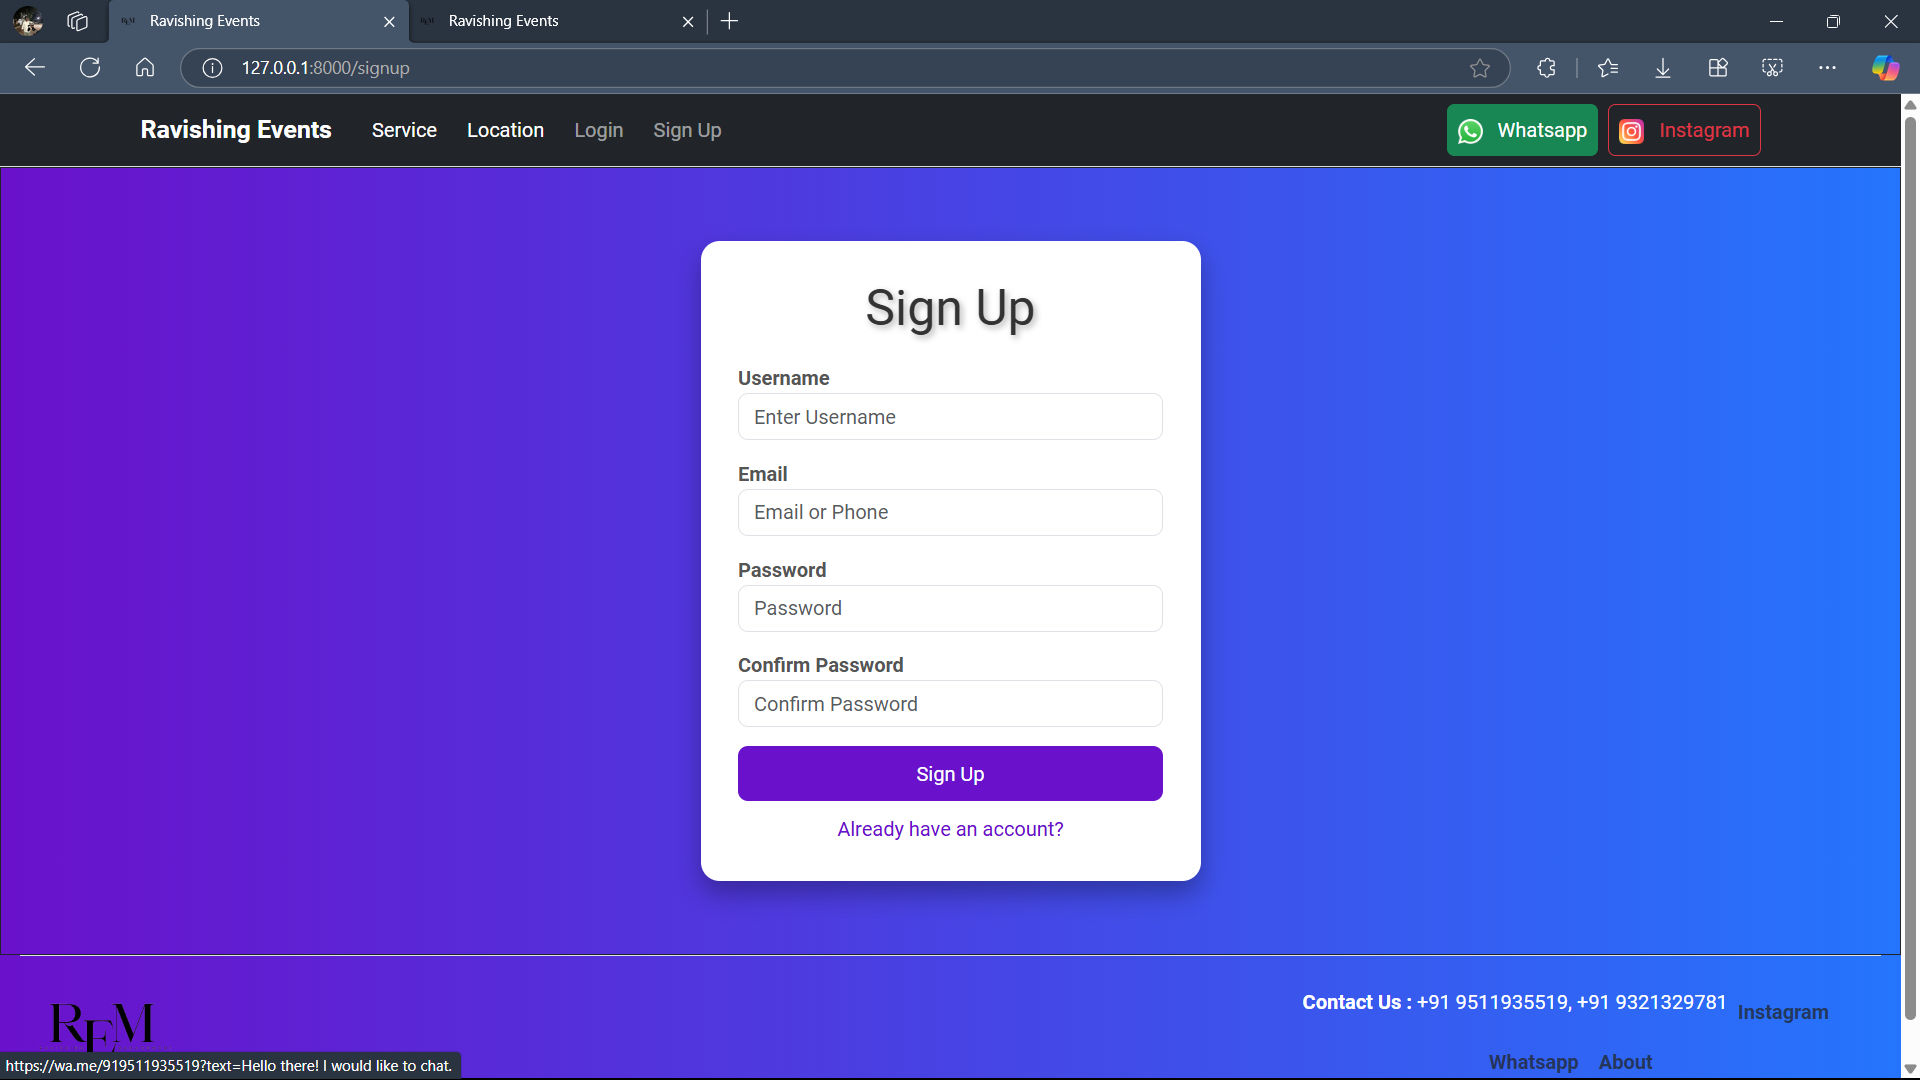 Ravishing Events
Ravishing Events
127.0.0.1:8000/signup
Ravishing Events Service Location Login Sign Up Whatsapp Instagram
Sign Up
Username
Enter Username
Email
Email or Phone
Password
Password
Confirm Password
Confirm Password
Sign Up
Already have an account?
REM
Contact Us : +91 9511935519, +91 9321329781 Instagram
Whatsapp About
https://wa.me/919511935519?text=Hello there! I would like to chat.